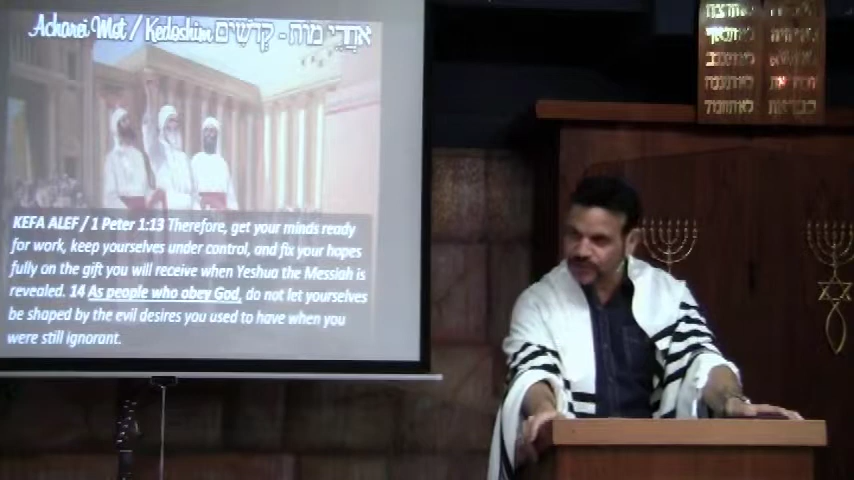 Acharei Mot / Kedoshim אַחֲרֵי מוֹת - קְדֹשִׁים
KEFA ALEF / 1 Peter 1:13 Therefore, get your minds ready
for work, keep yourselves under control, and fix your hopes
fully on the gift you will receive when Yeshua the Messiah is
revealed. 14 As people who obey God, do not let yourselves
be shaped by the evil desires you used to have when you
were still ignorant.